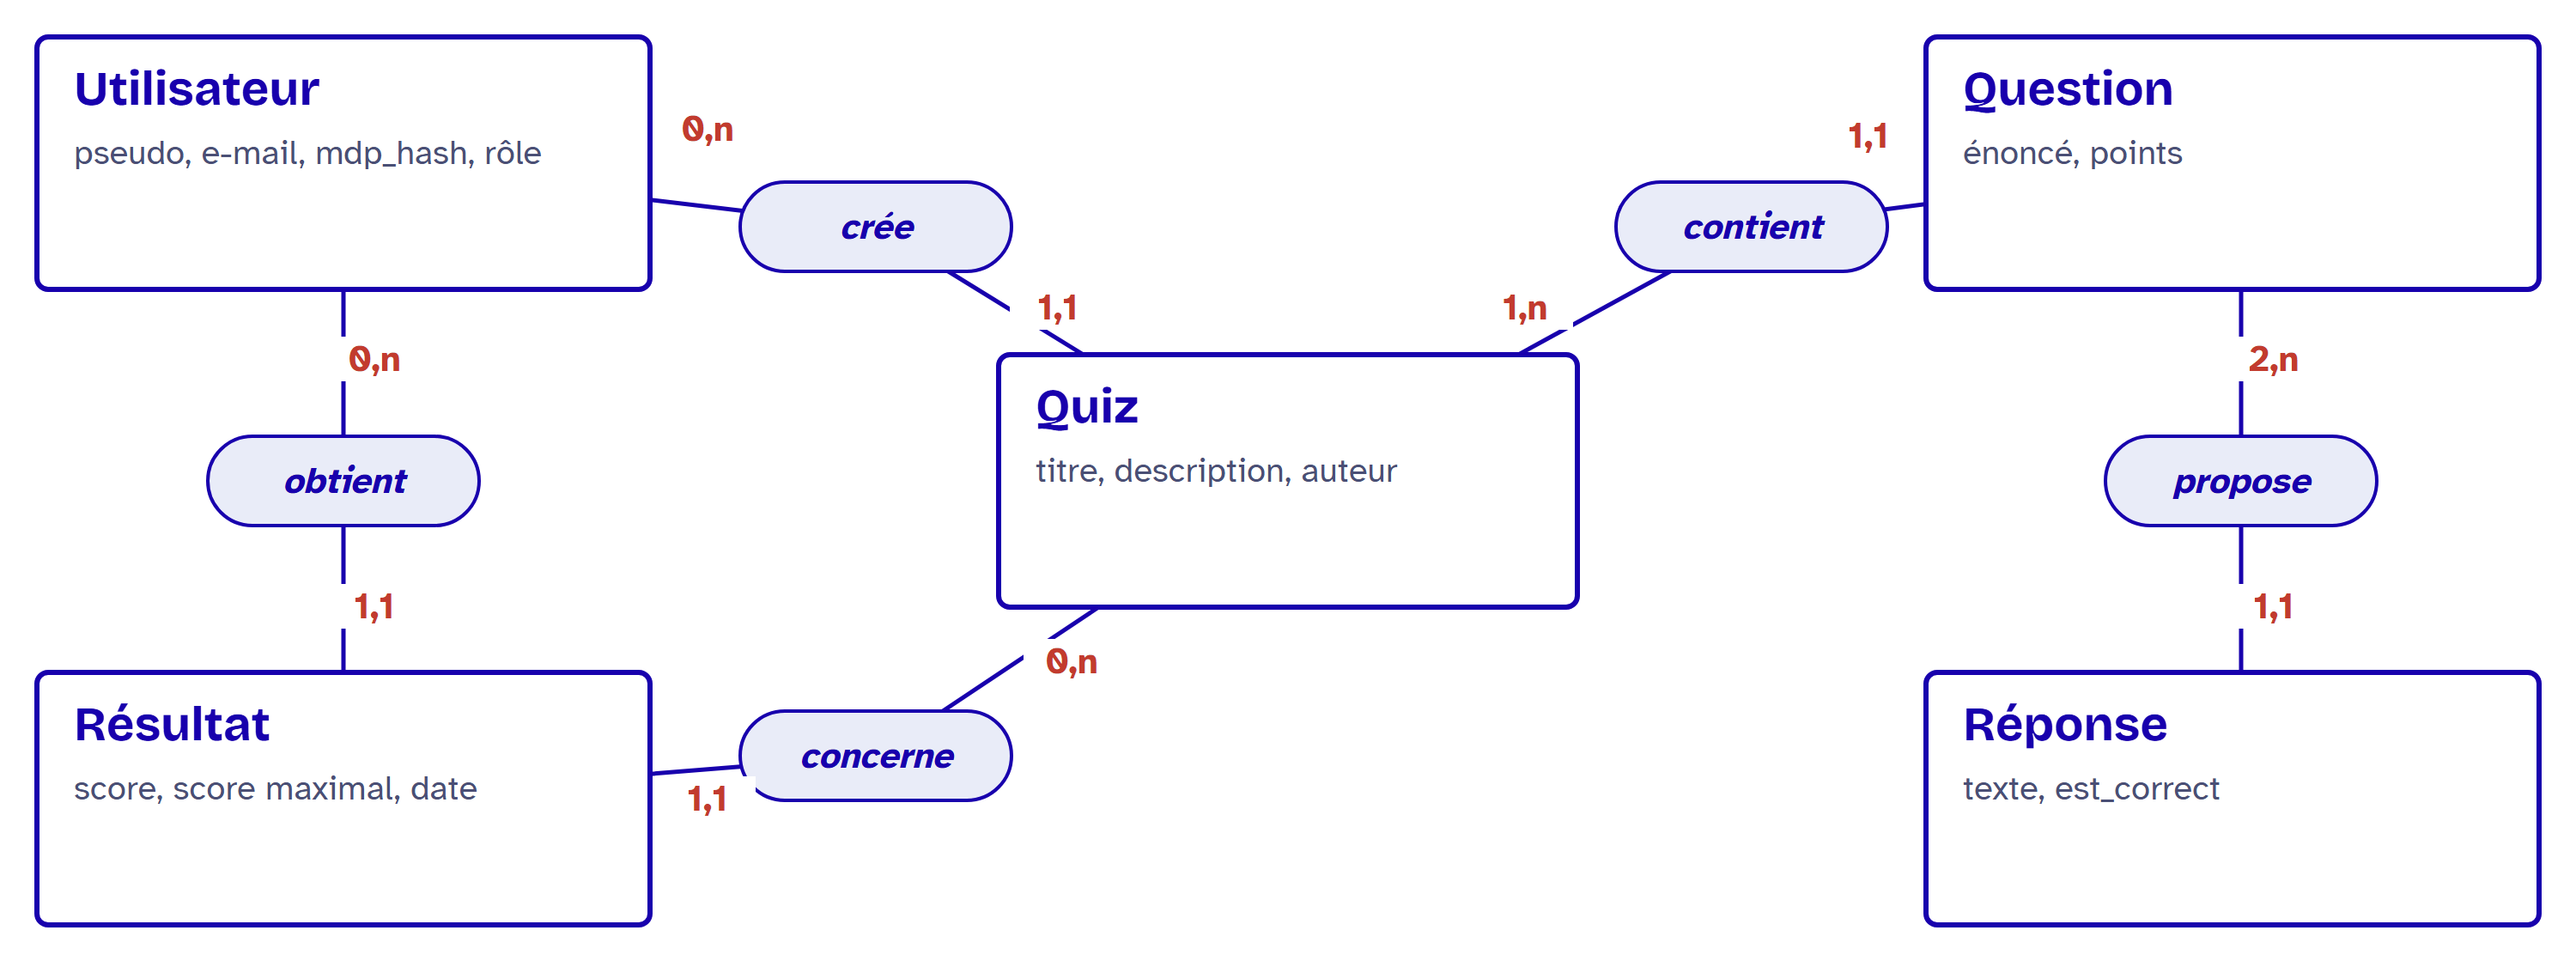 Utilisateur
pseudo, e-mail, mdp_hash, rôle
0,n
crée
1,1
Question
énoncé, points
1,1
contient
1,n
Quiz
titre, description, auteur
0,n
obtient
1,1
2,n
propose
1,1
Résultat
score, score maximal, date
0,n
concerne
1,1
Réponse
texte, est_correct